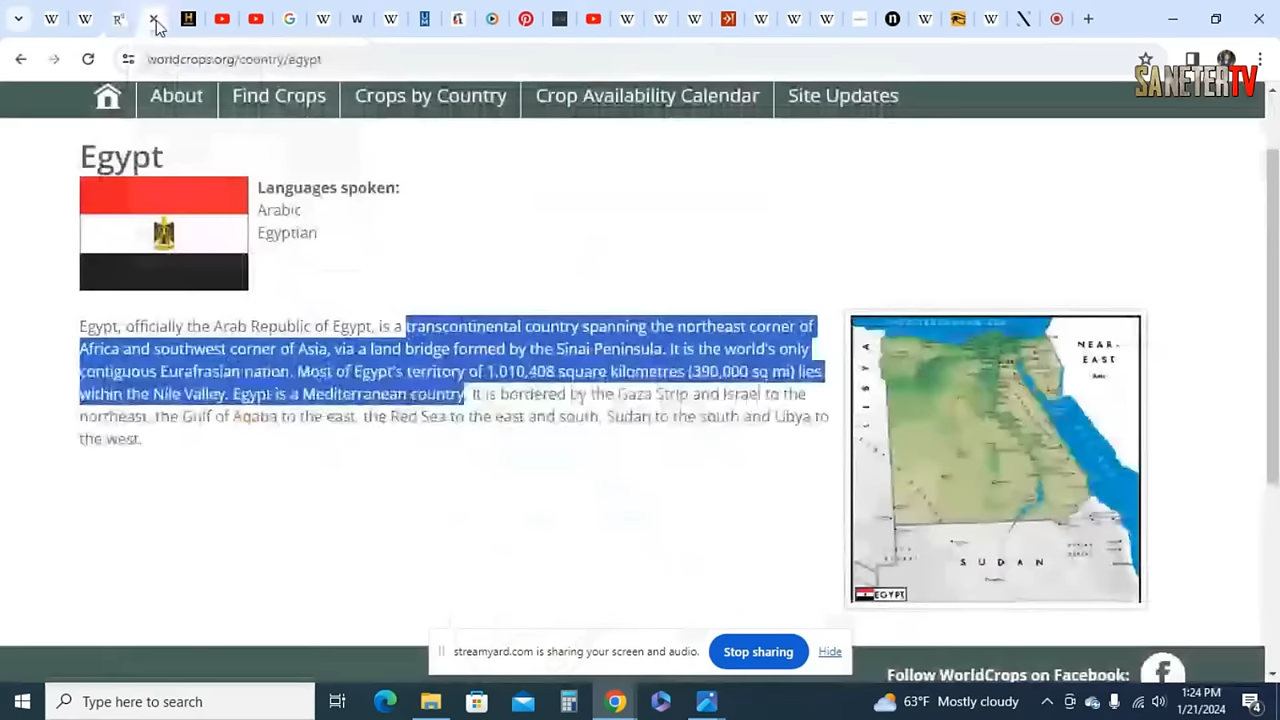 worldcrops.org/country/egypt
SANETERTV
About
Find Crops
Crops by Country
Crop Availability Calendar
Site Updates
Egypt
Languages spoken:
Arabic
Egyptian
Egypt, officially the Arab Republic of Egypt, is a transcontinental country spanning the northeast corner of
Africa and southwest corner of Asia, via a land bridge formed by the Sinai Peninsula. It is the world's only
contiguous Eurafrasian nation. Most of Egypt's territory of 1,010,408 square kilometres (390,000 sq mi) lies
within the Nile Valley. Egypt is a Mediterranean country. It is bordered by the Gaza Strip and Israel to the
northeast, the Gulf of Aqaba to the east, the Red Sea to the east and south, Sudan to the south and Libya to
the west.
NEAR-
EAST
LIBYA
SUDAN
EGYPT
streamyard.com is sharing your screen and audio.
Stop sharing
Hide
Follow WorldCrops on Facebook:
Type here to search
63°F Mostly cloudy
1:24 PM
1/21/2024
4